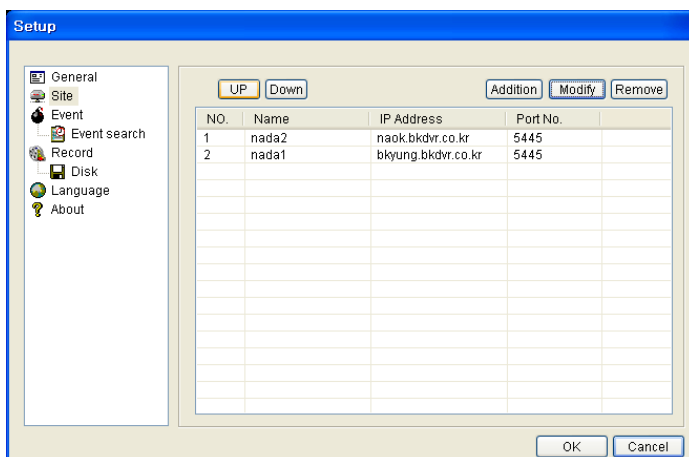 Setup
General
Site
Event
Event search
Record
Disk
Language
About
UP Down Addition Modify Remove
NO. Name IP Address Port No.
1 nada2 naok.bkdvr.co.kr 5445
2 nada1 bkyung.bkdvr.co.kr 5445
OK Cancel